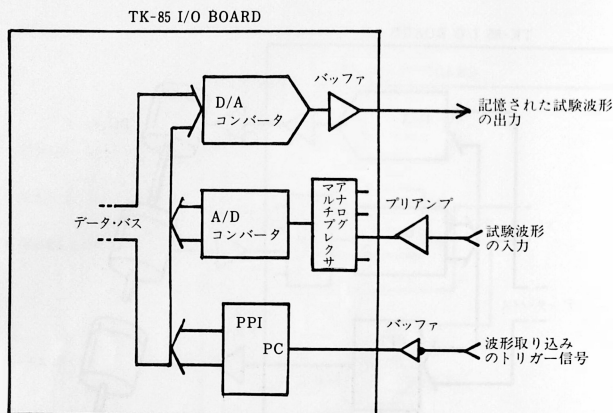 TK-85 I/O BOARD
D/A
コンバータ
バッファ
記憶された試験波形
の出力
データ・バス
A/D
コンバータ
アナログ
マルチプレクサ
プリアンプ
試験波形
の入力
PPI
PC
バッファ
波形取り込み
のトリガー信号